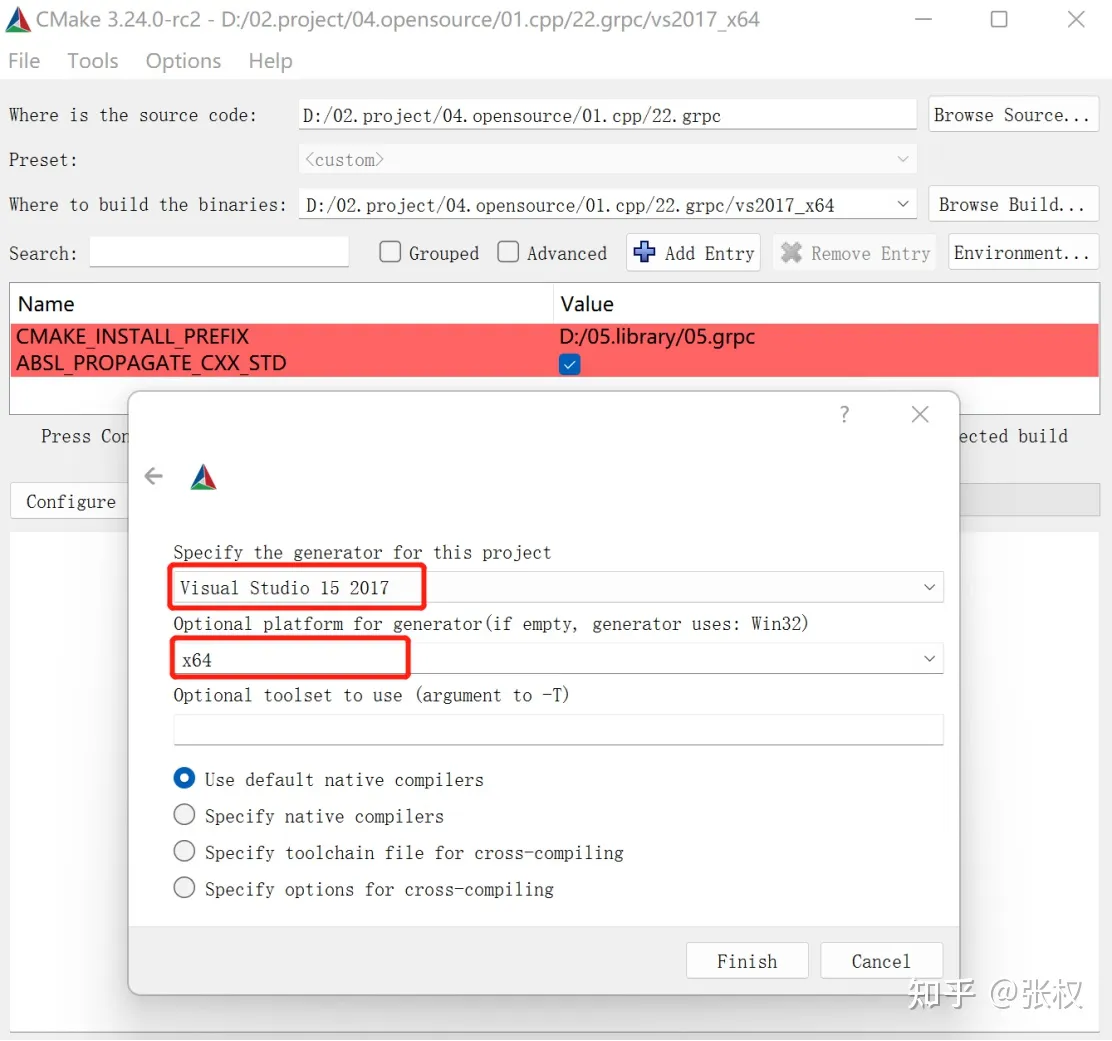 CMake 3.24.0-rc2 - D:/02.project/04.opensource/01.cpp/22.grpc/vs2017_x64
File Tools Options Help
Where is the source code: D:/02.project/04.opensource/01.cpp/22.grpc Browse Source...
Preset: <custom>
Where to build the binaries: D:/02.project/04.opensource/01.cpp/22.grpc/vs2017_x64 Browse Build...
Search: Grouped Advanced Add Entry Remove Entry Environment...
Name Value
CMAKE_INSTALL_PREFIX D:/05.library/05.grpc
ABSL_PROPAGATE_CXX_STD
?
Press Con ected build
Configure
Specify the generator for this project
Visual Studio 15 2017
Optional platform for generator(if empty, generator uses: Win32)
x64
Optional toolset to use (argument to -T)
Use default native compilers
Specify native compilers
Specify toolchain file for cross-compiling
Specify options for cross-compiling
Finish Cancel
知乎 @张权